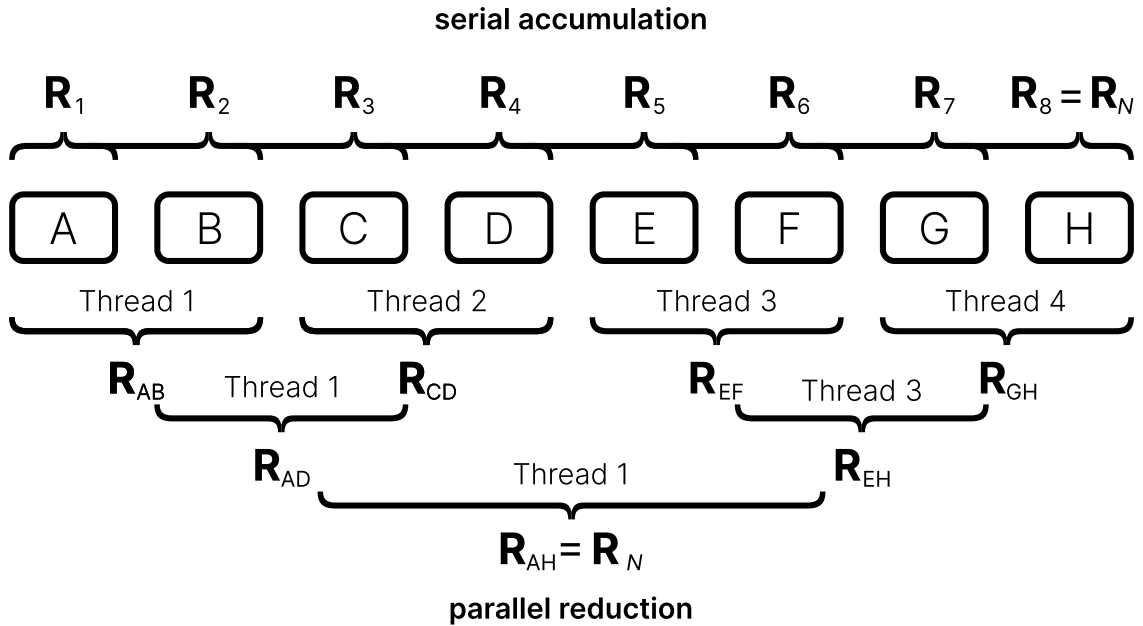 serial accumulation
R1 R2 R3 R4 R5 R6 R7 R8 = RN
A B C D E F G H
Thread 1 Thread 2 Thread 3 Thread 4
RAB Thread 1 RCD REF Thread 3 RGH
RAD Thread 1 REH
RAH = RN
parallel reduction